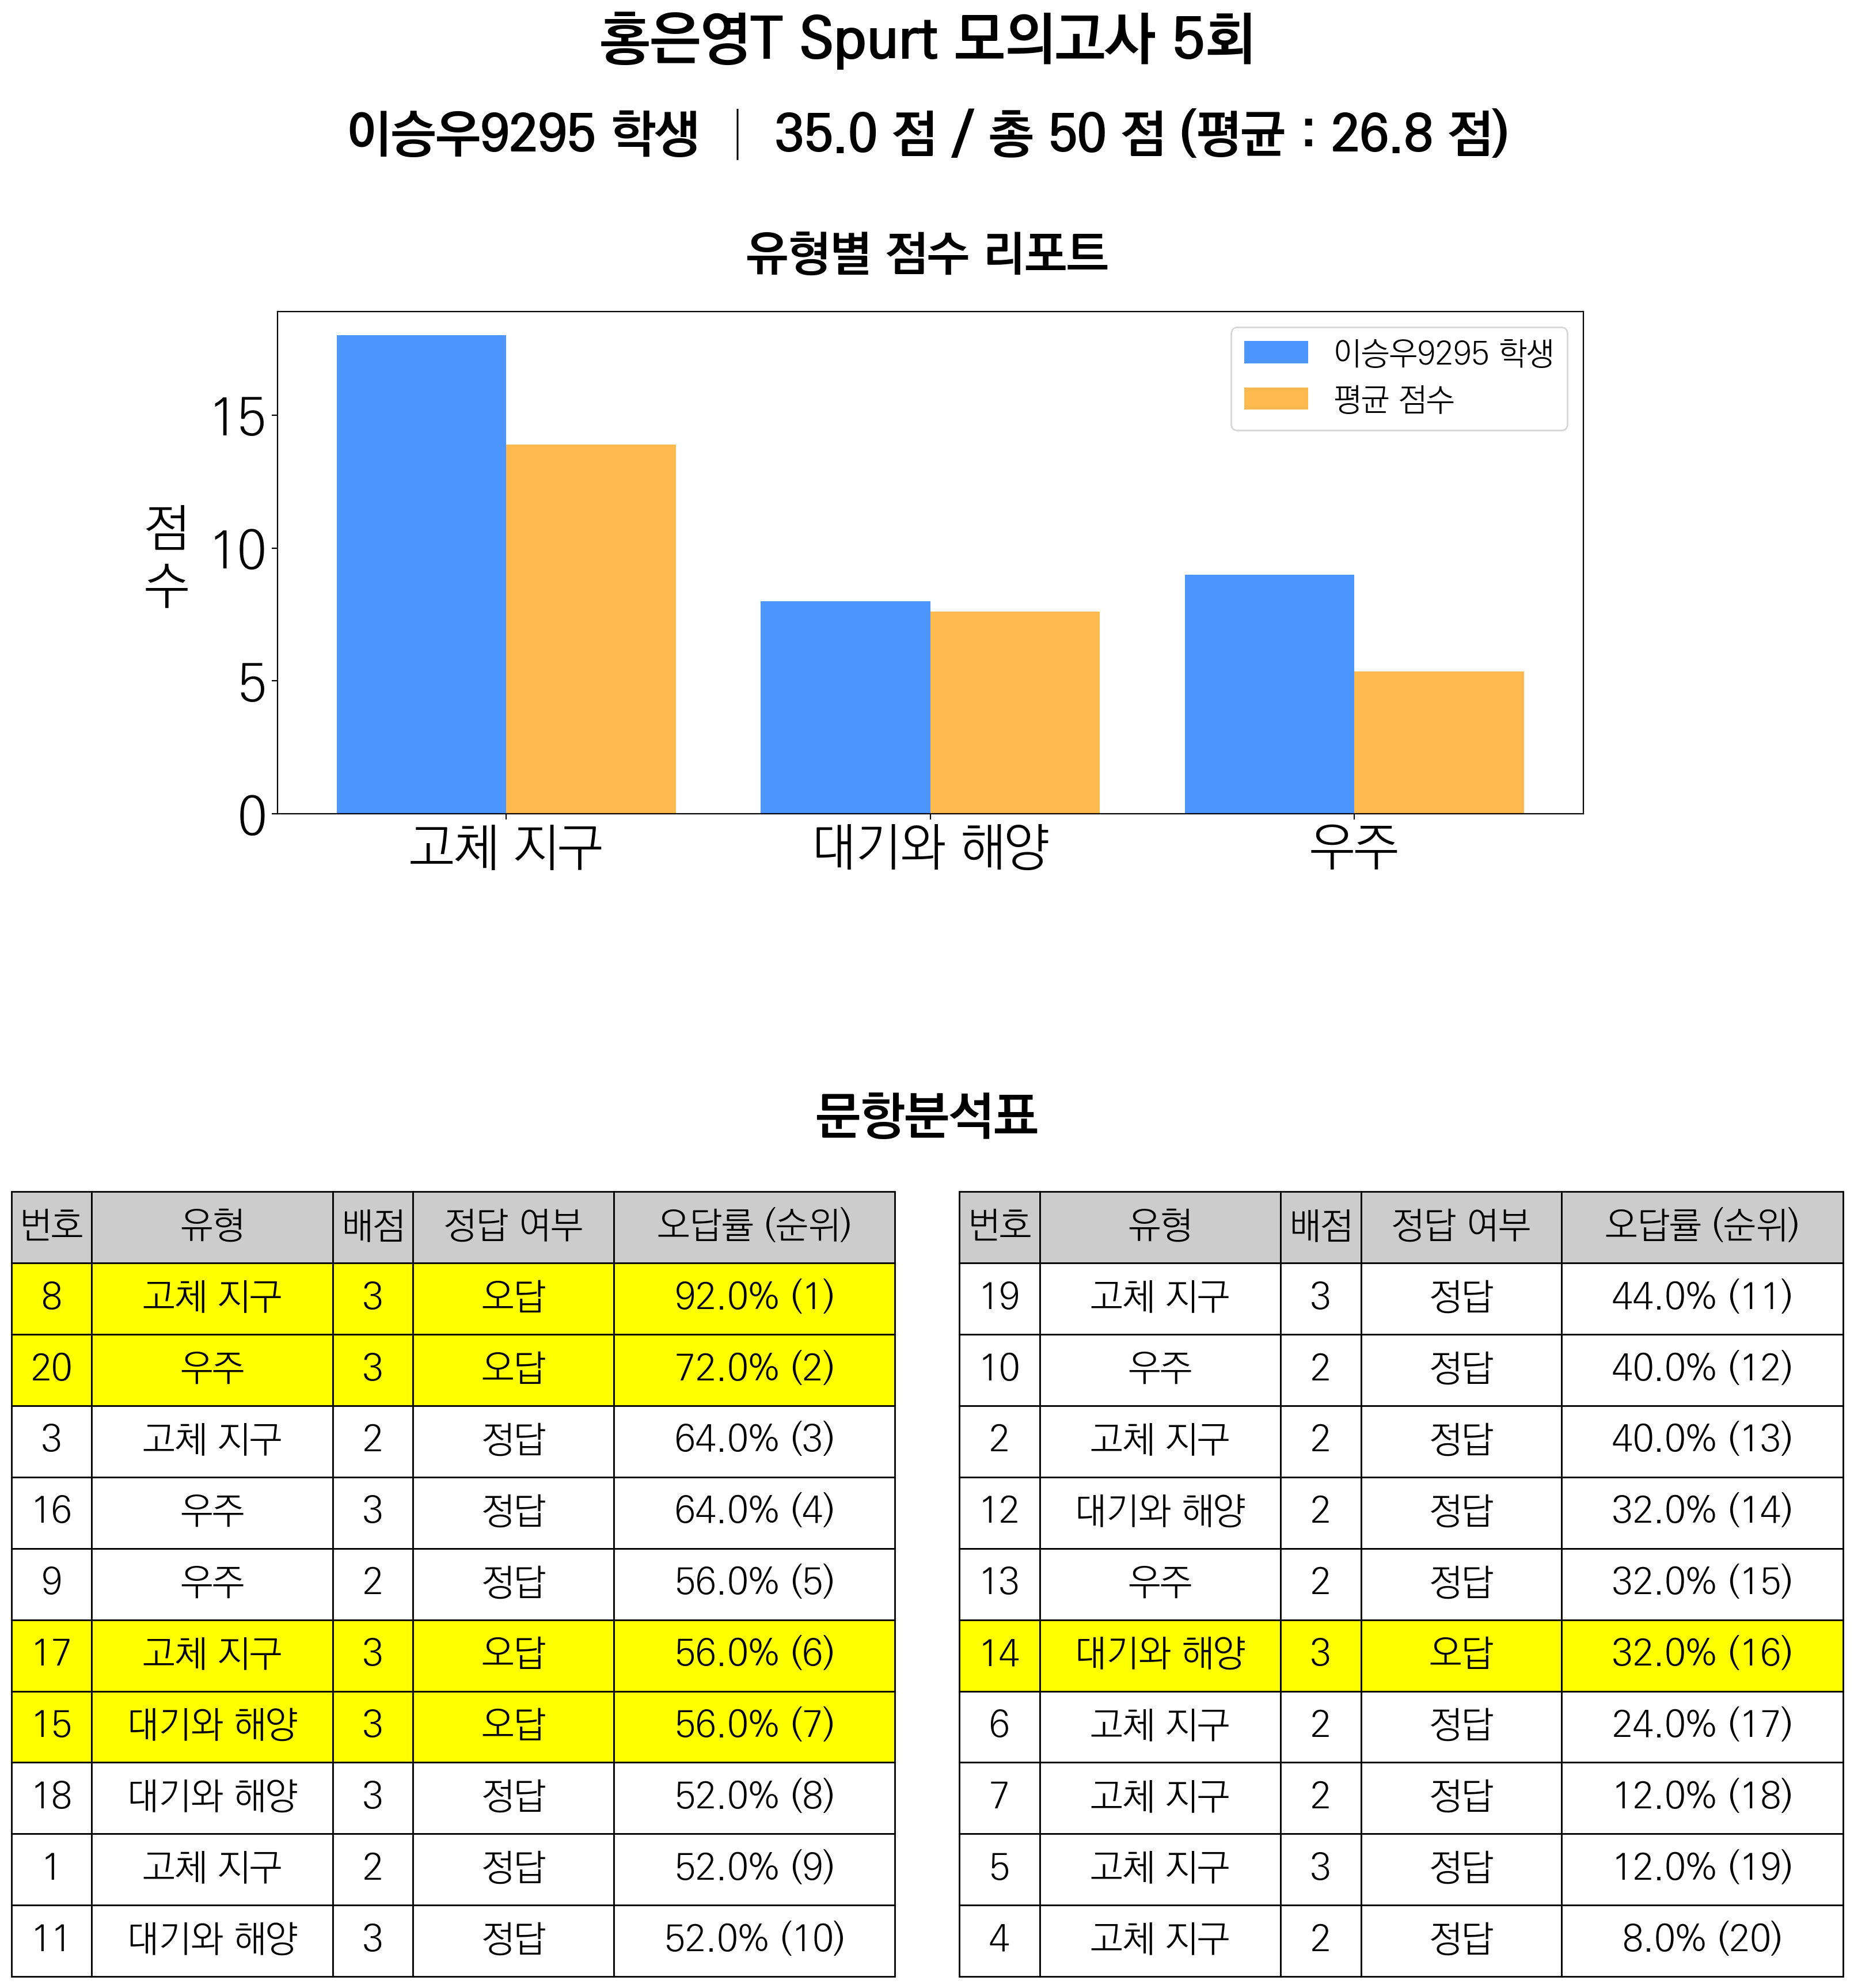 홍은영T Spurt 모의고사 5회
이승우9295 학생 | 35.0 점 / 총 50 점 (평균 : 26.8 점)
유형별 점수 리포트
이승우9295 학생
평균 점수
15
10
5
0
점
수
고체 지구 대기와 해양 우주
문항분석표
번호 유형 배점 정답 여부 오답률 (순위)
8 고체 지구 3 오답 92.0% (1)
20 우주 3 오답 72.0% (2)
3 고체 지구 2 정답 64.0% (3)
16 우주 3 정답 64.0% (4)
9 우주 2 정답 56.0% (5)
17 고체 지구 3 오답 56.0% (6)
15 대기와 해양 3 오답 56.0% (7)
18 대기와 해양 3 정답 52.0% (8)
1 고체 지구 2 정답 52.0% (9)
11 대기와 해양 3 정답 52.0% (10)
번호 유형 배점 정답 여부 오답률 (순위)
19 고체 지구 3 정답 44.0% (11)
10 우주 2 정답 40.0% (12)
2 고체 지구 2 정답 40.0% (13)
12 대기와 해양 2 정답 32.0% (14)
13 우주 2 정답 32.0% (15)
14 대기와 해양 3 오답 32.0% (16)
6 고체 지구 2 정답 24.0% (17)
7 고체 지구 2 정답 12.0% (18)
5 고체 지구 3 정답 12.0% (19)
4 고체 지구 2 정답 8.0% (20)